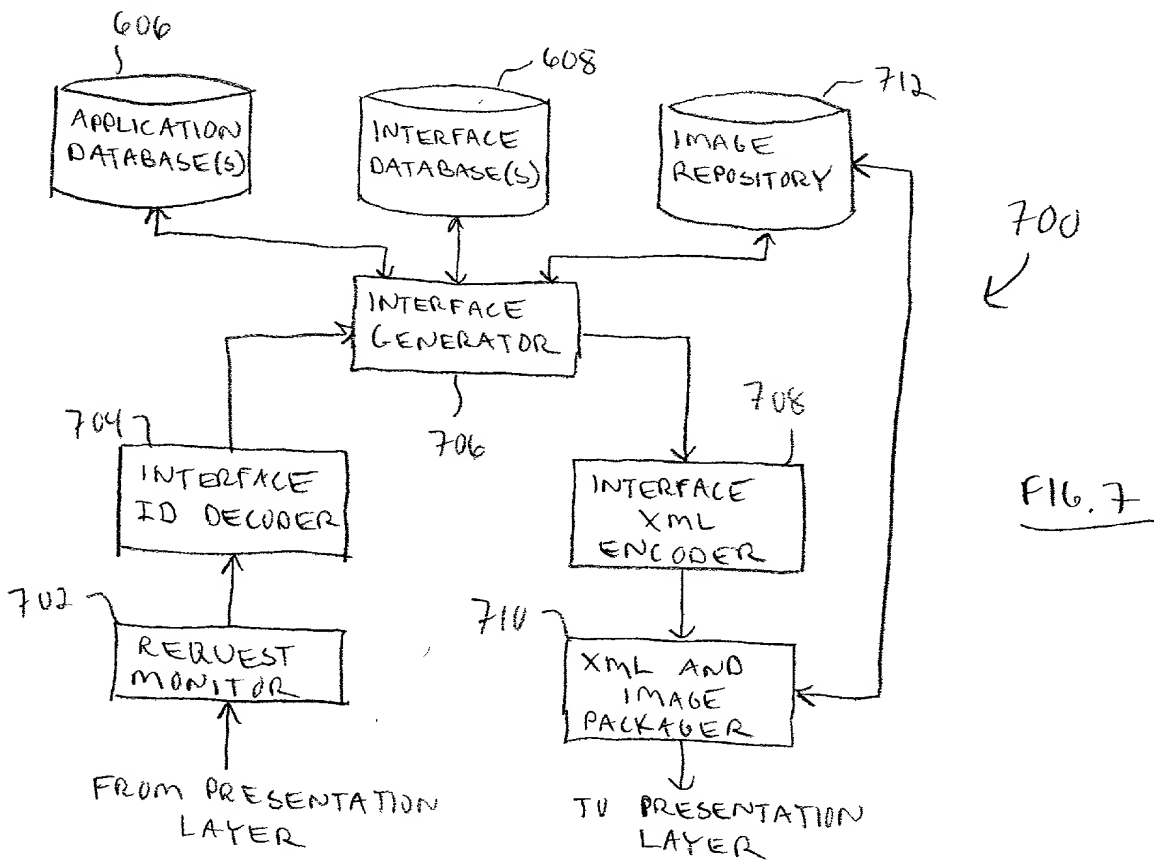 606
608
712
APPLICATION
DATABASE(S)
INTERFACE
DATABASE(S)
IMAGE
REPOSITORY
700
INTERFACE
GENERATOR
706
704
INTERFACE
ID DECODER
708
INTERFACE
XML
ENCODER
FIG. 7
702
REQUEST
MONITOR
710
XML AND
IMAGE
PACKAGER
FROM PRESENTATION
LAYER
TO PRESENTATION
LAYER